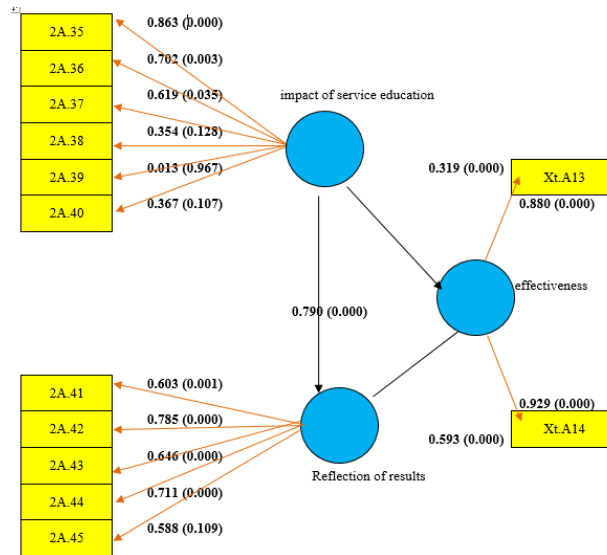 2A.35
2A.36
2A.37
2A.38
2A.39
2A.40
0.863 (0.000)
0.702 (0.003)
0.619 (0.035)
0.354 (0.128)
0.013 (0.967)
0.367 (0.107)
impact of service education
0.319 (0.000)
Xt.A13
0.880 (0.000)
effectiveness
0.790 (0.000)
2A.41
2A.42
2A.43
2A.44
2A.45
0.603 (0.001)
0.785 (0.000)
0.646 (0.000)
0.711 (0.000)
0.588 (0.109)
Reflection of results
0.929 (0.000)
0.593 (0.000)
Xt.A14